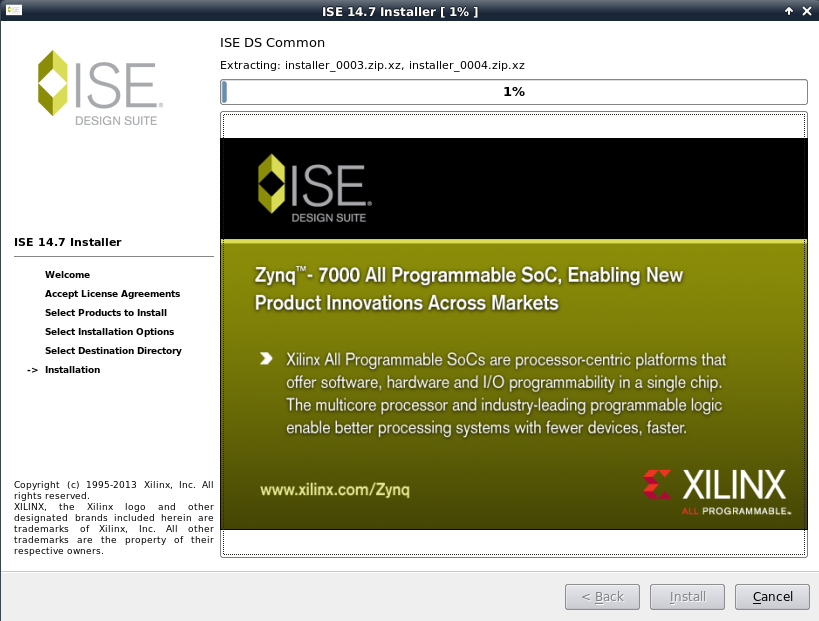 ISE 14.7 Installer [ 1% ]
ISE
ISE.
DESIGN SUITE
ISE DS Common
Extracting: installer_0003.zip.xz, installer_0004.zip.xz
1%
ISE 14.7 Installer
Welcome
Accept License Agreements
Select Products to Install
Select Installation Options
Select Destination Directory
-> Installation
Copyright (c) 1995-2013 Xilinx, Inc. All
rights reserved.
XILINX, the Xilinx logo and other
designated brands included herein are
trademarks of Xilinx, Inc. All other
trademarks are the property of their
respective owners.
ISE.
DESIGN SUITE
Zynq™- 7000 All Programmable SoC, Enabling New
Product Innovations Across Markets
Xilinx All Programmable SoCs are processor-centric platforms that
offer software, hardware and I/O programmability in a single chip.
The multicore processor and industry-leading programmable logic
enable better processing systems with fewer devices, faster.
www.xilinx.com/Zynq
XILINX
ALL PROGRAMMABLE™
< Back
Install
Cancel